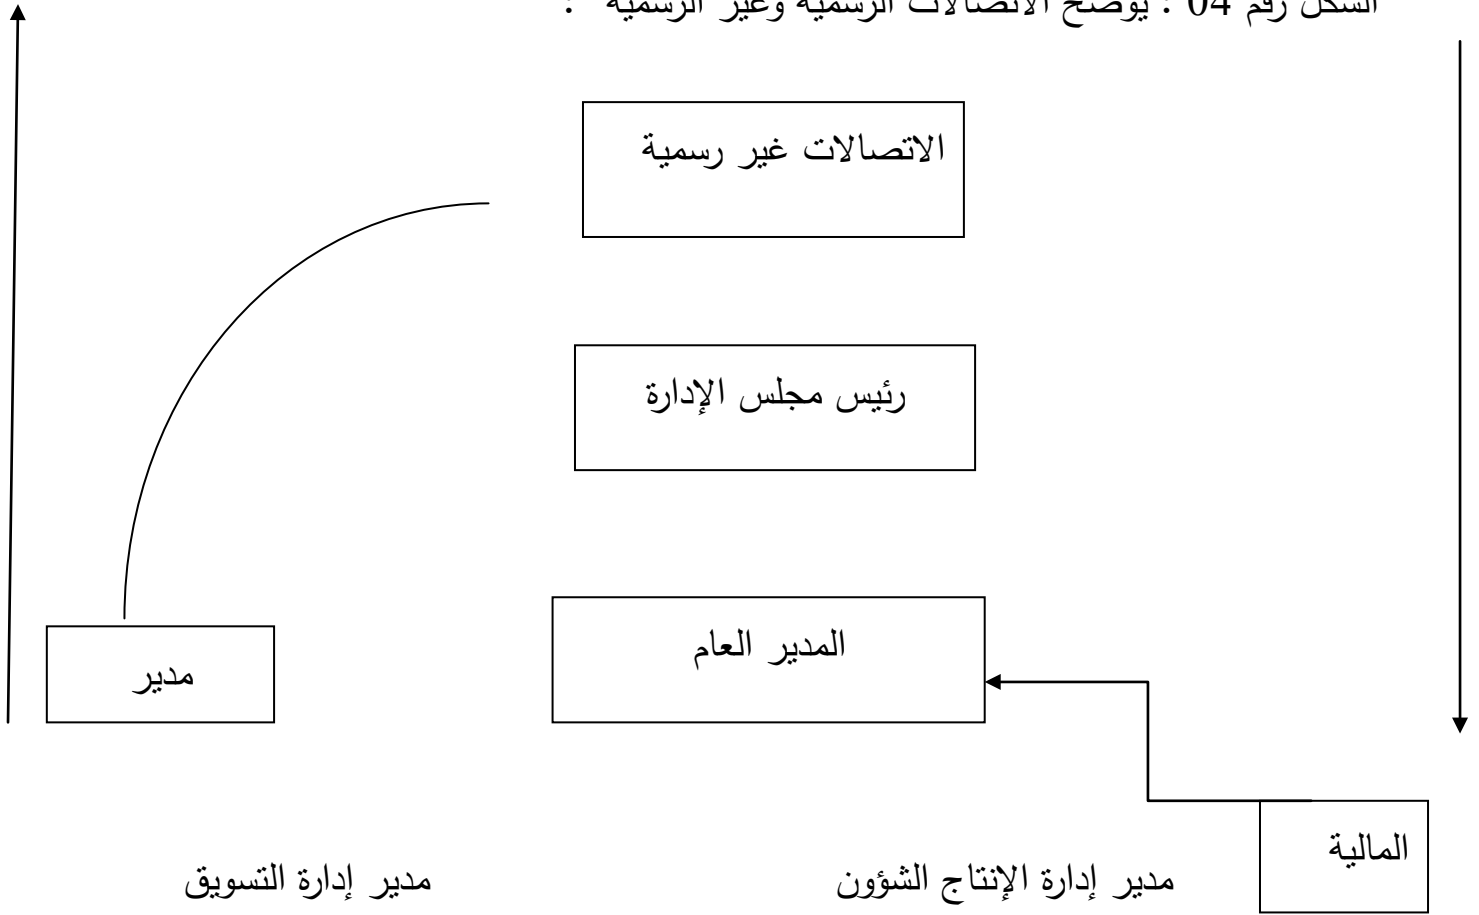 الشكل رقم 04 : يوضح الاتصالات الرسمية وغير الرسمية :
الاتصالات غير رسمية
رئيس مجلس الإدارة
المدير العام
مدير
المالية
مدير إدارة الإنتاج الشؤون
مدير إدارة التسويق